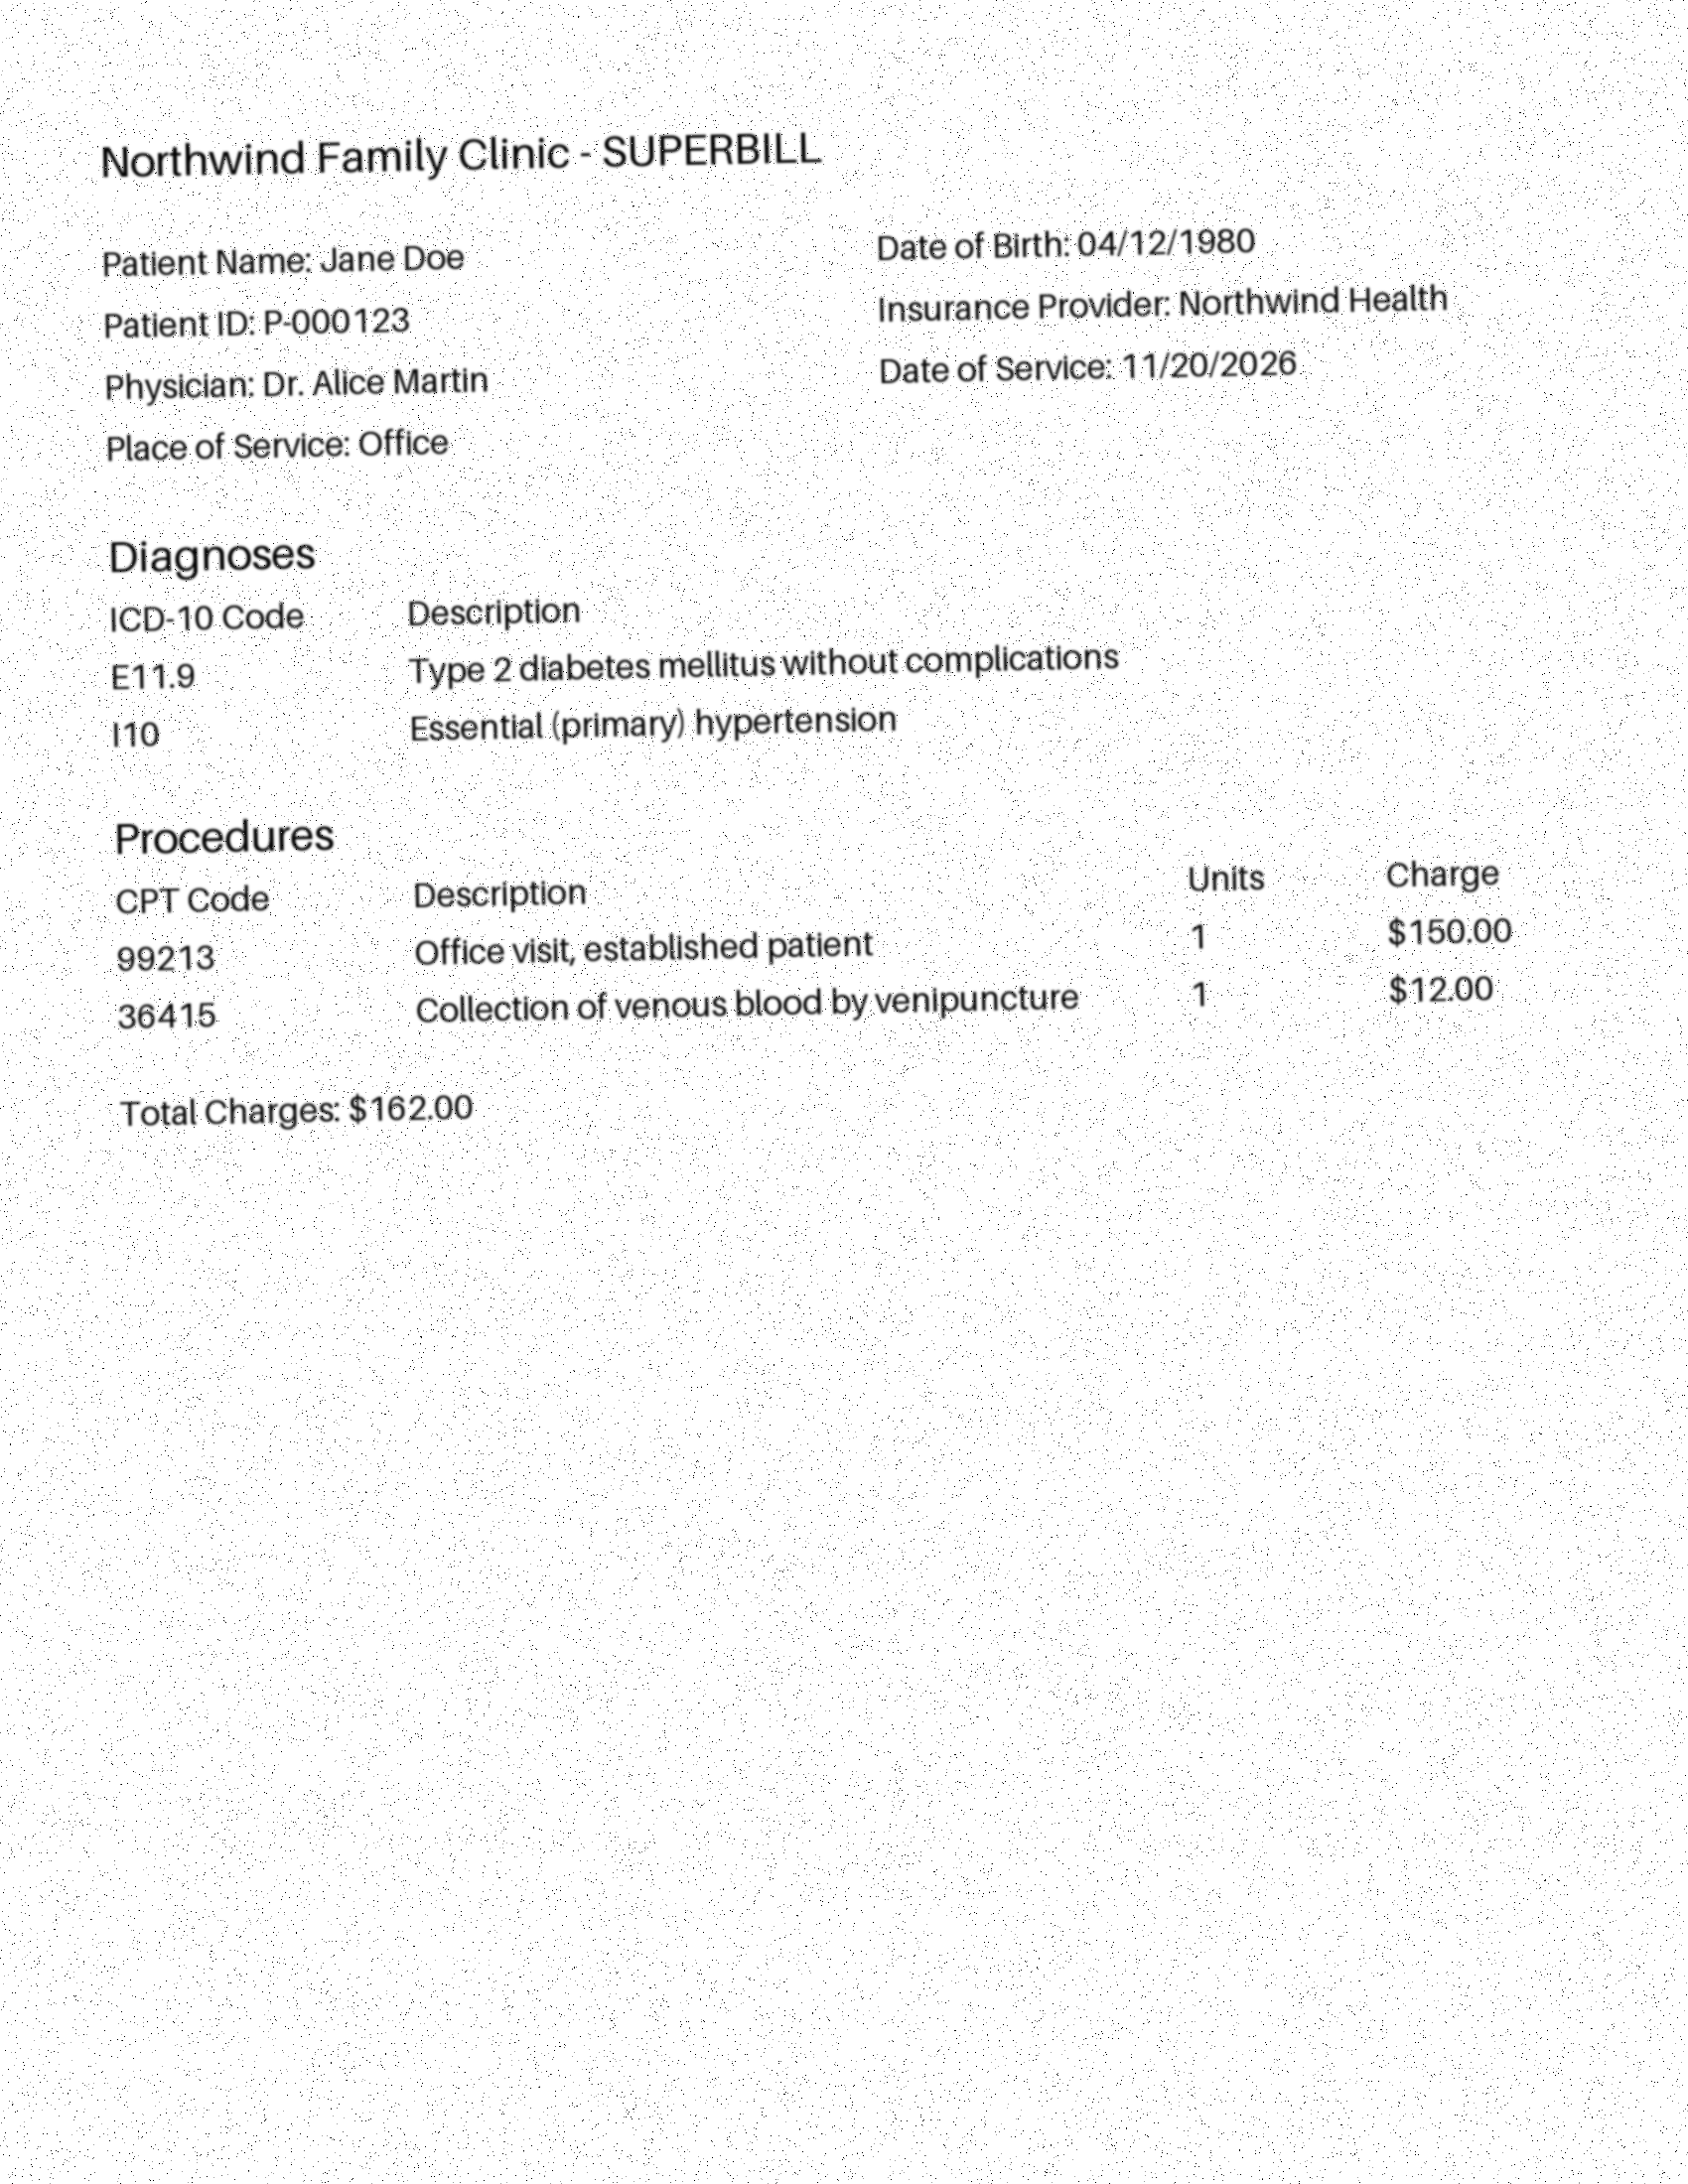 Northwind Family Clinic - SUPERBILL
Patient Name: Jane Doe
Date of Birth: 04/12/1980
Patient ID: P-000123
Insurance Provider: Northwind Health
Physician: Dr. Alice Martin
Date of Service: 11/20/2026
Place of Service: Office
Diagnoses
ICD-10 Code Description
E11.9 Type 2 diabetes mellitus without complications
I10 Essential (primary) hypertension
Procedures
CPT Code Description Units Charge
99213 Office visit, established patient 1 $150.00
36415 Collection of venous blood by venipuncture 1 $12.00
Total Charges: $162.00